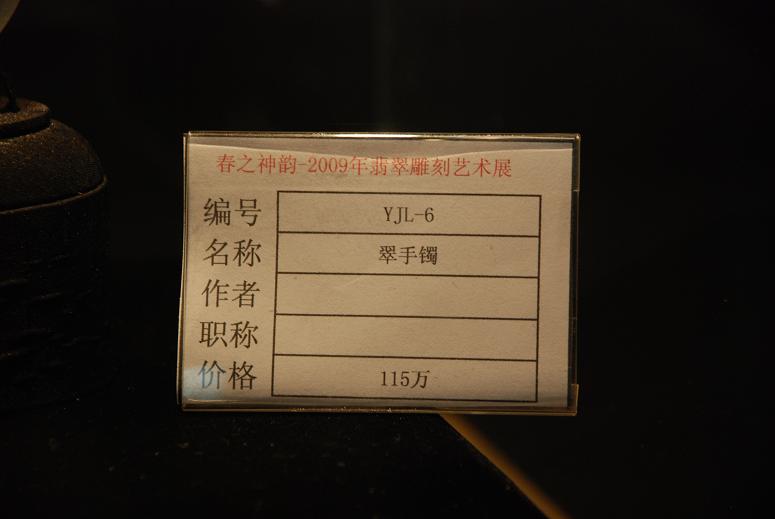 春之神韵-2009年翡翠雕刻艺术展
编号 YJL-6
名称 翠手镯
作者
职称
价格 115万